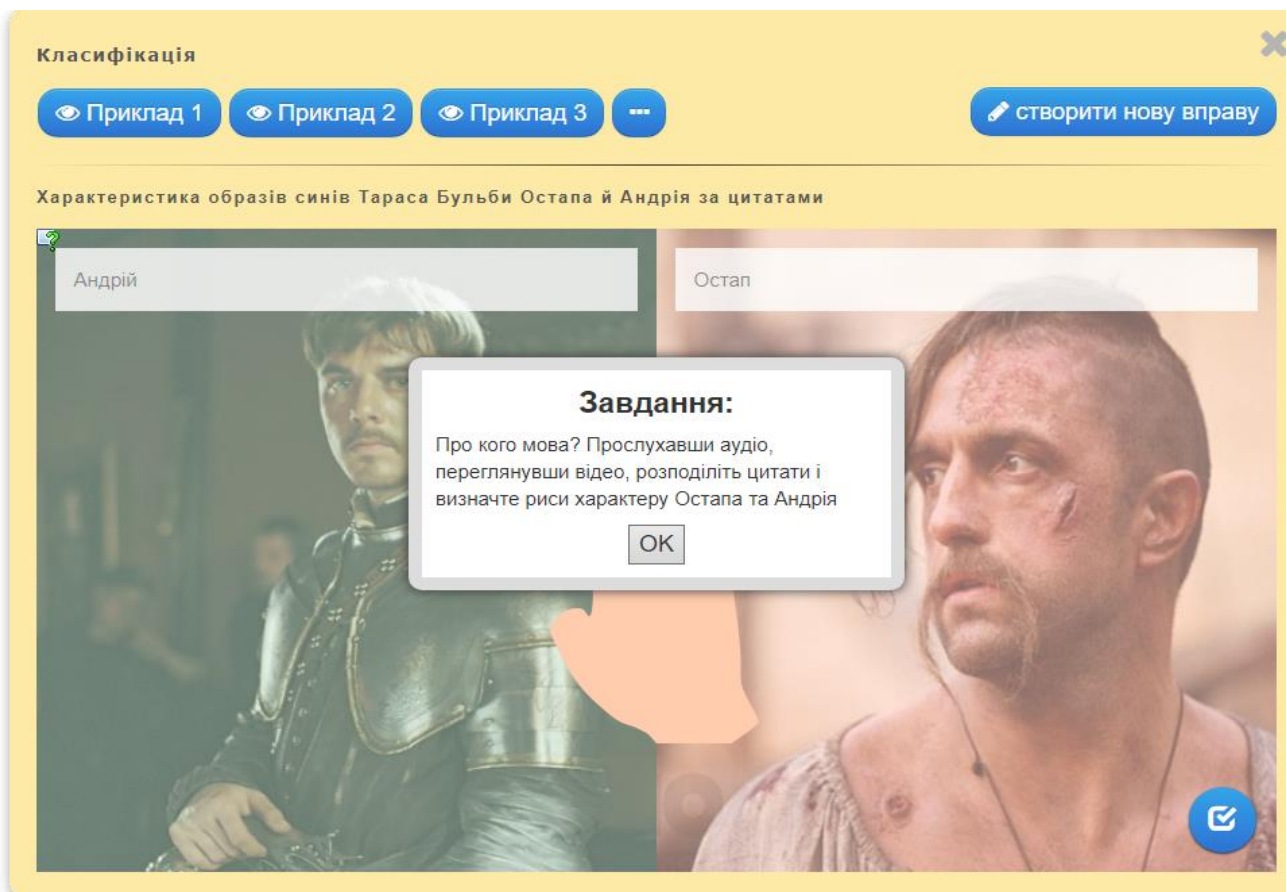 Класифікація
Приклад 1 Приклад 2 Приклад 3 створити нову вправу
Характеристика образів синів Тараса Бульби Остапа й Андрія за цитатами
Андрій Остап
Завдання:
Про кого мова? Прослухавши аудіо,
переглянувши відео, розподіліть цитати і
визначте риси характеру Остапа та Андрія
OK